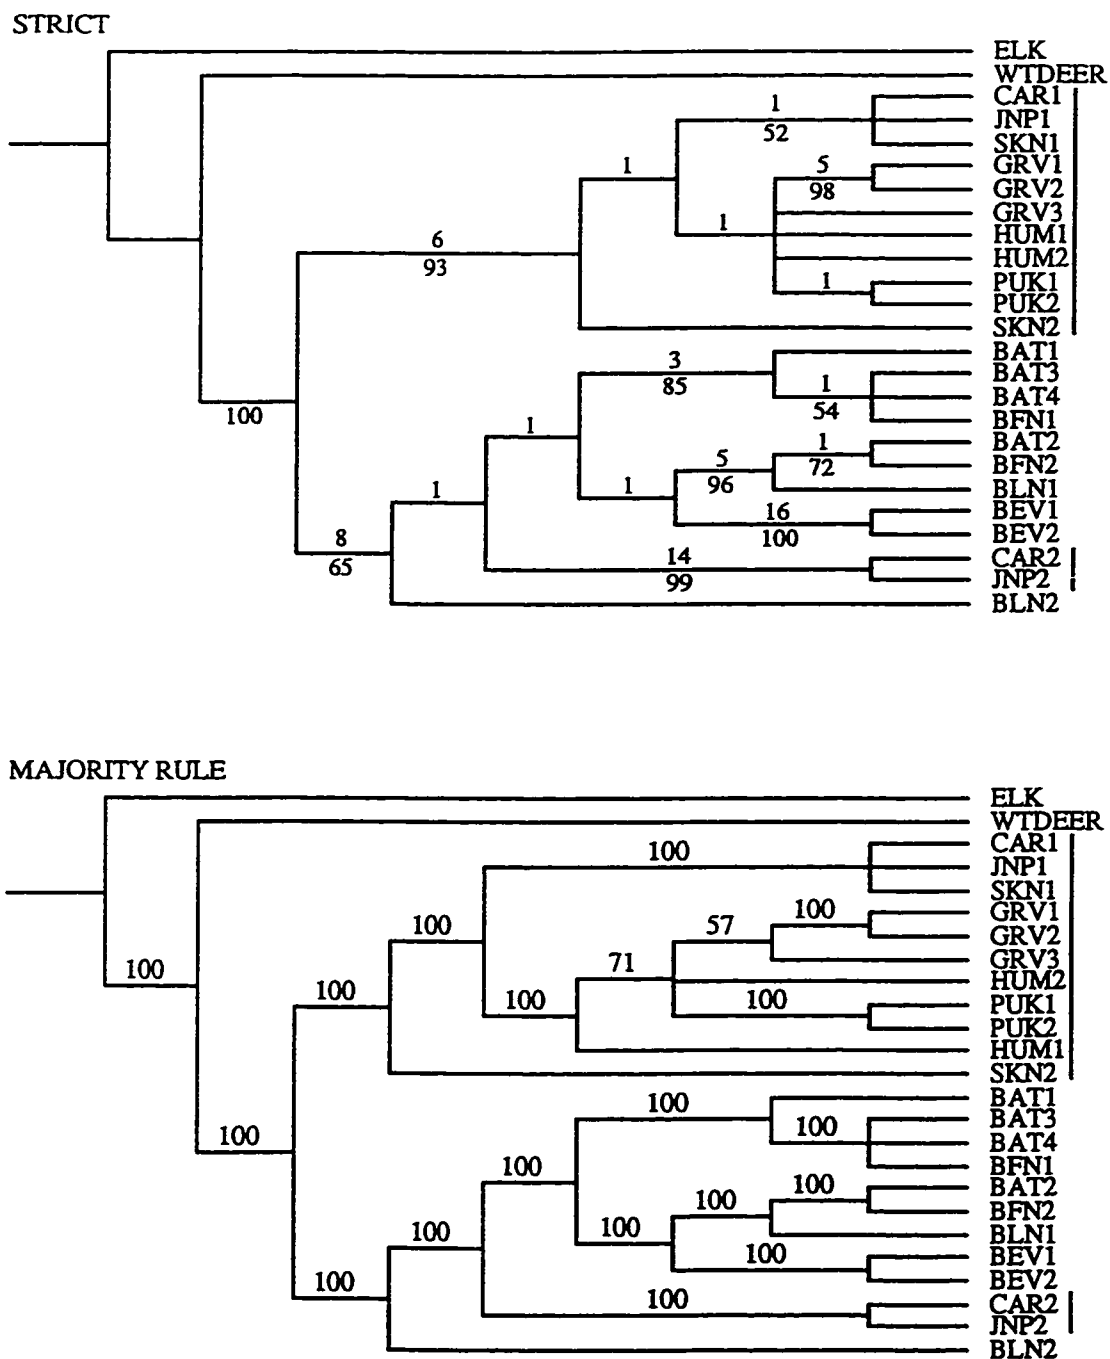 STRICT
ELK
WTDEER
CAR1
1
JNP1
52
SKN1
1
5
GRV1
98
GRV2
GRV3
1
HUM1
6
93
HUM2
1
PUK1
PUK2
SKN2
3
BAT1
85
1
BAT3
54
BAT4
100
1
BFN1
5
1
BAT2
96
72
BFN2
1
1
BLN1
16
BEV1
8
100
BEV2
65
14
CAR2
99
JNP2
BLN2
MAJORITY RULE
ELK
WTDEER
100
CAR1
JNP1
SKN1
100
57
100
GRV1
GRV2
100
71
GRV3
100
HUM2
100
100
PUK1
PUK2
HUM1
SKN2
100
BAT1
100
BAT3
100
BAT4
100
BFN1
100
100
BAT2
BFN2
100
100
BLN1
100
BEV1
100
BEV2
100
CAR2
JNP2
BLN2